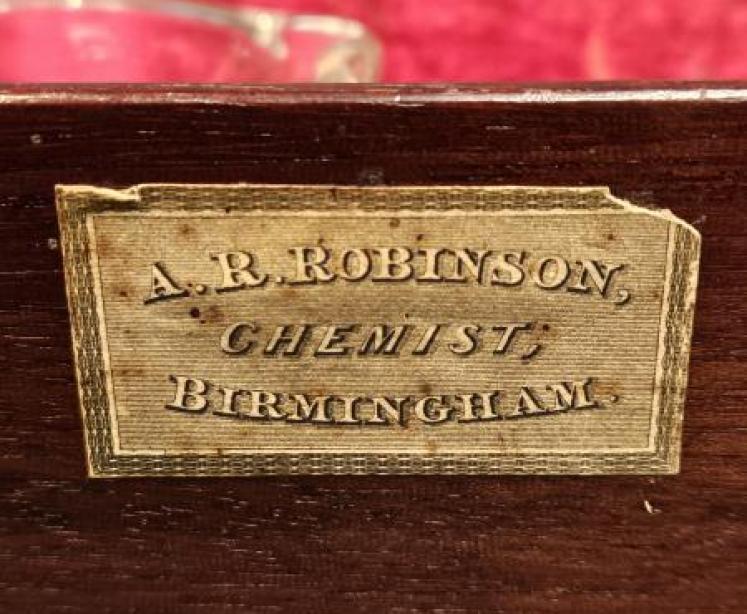 A. R. ROBINSON,
CHEMIST,
BIRMINGHAM.